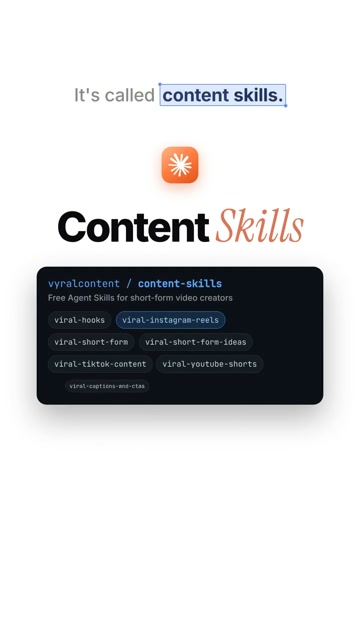 It's called content skills.
Content Skills
vyralcontent / content-skills
Free Agent Skills for short-form video creators
viral-hooks viral-instagram-reels
viral-short-form viral-short-form-ideas
viral-tiktok-content viral-youtube-shorts
viral-captions-and-ctas